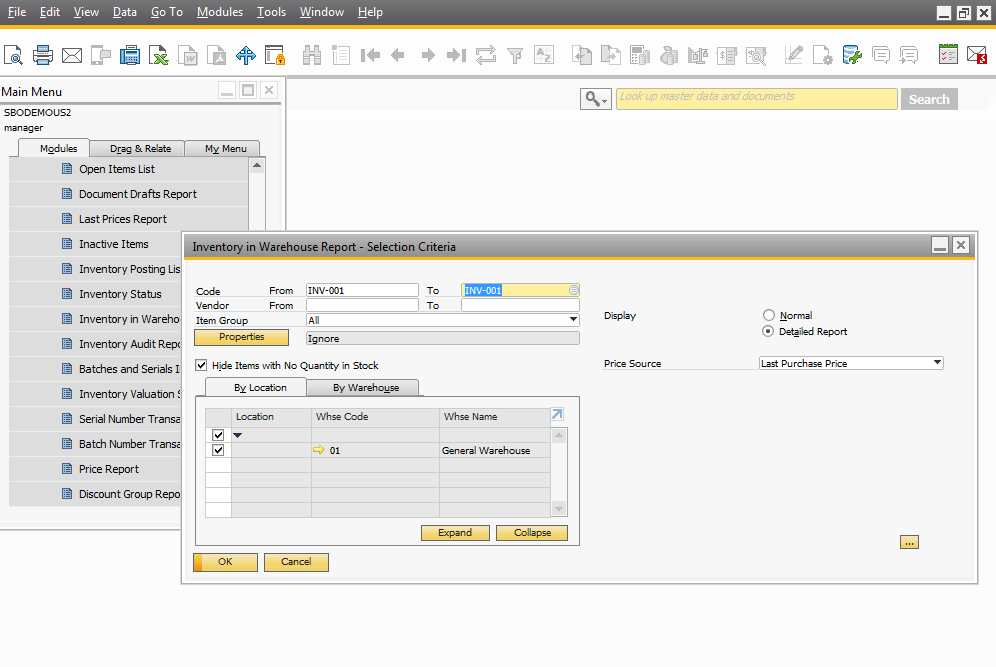 File Edit View Data Go To Modules Tools Window Help
Main Menu
SBODEMOUS2
manager
Modules Drag & Relate My Menu
Open Items List
Document Drafts Report
Last Prices Report
Inactive Items
Inventory Posting Lis
Inventory Status
Inventory in Wareho
Inventory Audit Repo
Batches and Serials I
Inventory Valuation S
Serial Number Transa
Batch Number Transa
Price Report
Discount Group Repo
Look up master data and documents
Search
Inventory in Warehouse Report - Selection Criteria
Code From INV-001 To INV-001
Vendor From To
Item Group All
Properties Ignore
Display Normal
Detailed Report
Price Source Last Purchase Price
Hide Items with No Quantity in Stock
By Location By Warehouse
Location Whse Code Whse Name
01 General Warehouse
Expand Collapse
...
OK Cancel